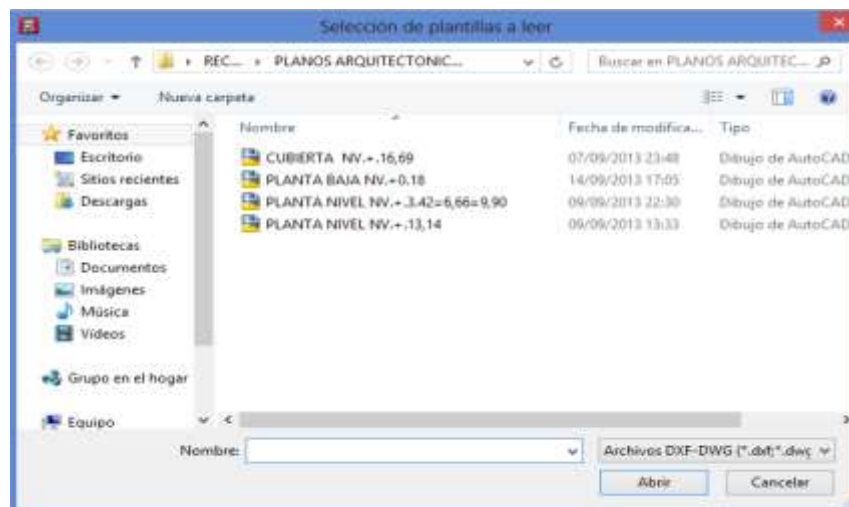 Selección de plantillas a leer
REC... PLANOS ARQUITECTONIC... Buscar en PLANOS ARQUITEC...
Organizar Nueva carpeta
Nombre Fecha de modifica... Tipo
Favoritos
Escritorio
Sitios recientes
Descargas
CUBIERTA NV.+.16,69 07/09/2013 23:48 Dibujo de AutoCAD
PLANTA BAJA NV.+0.18 14/09/2013 17:05 Dibujo de AutoCAD
PLANTA NIVEL NV.+.3.42=6,66=9,90 09/09/2013 22:30 Dibujo de AutoCAD
PLANTA NIVEL NV.+.13,14 09/09/2013 13:33 Dibujo de AutoCAD
Bibliotecas
Documentos
Imágenes
Música
Vídeos
Grupo en el hogar
Equipo
Nombre: Archivos DXF-DWG (*.dxf;*.dwg
Abrir Cancelar